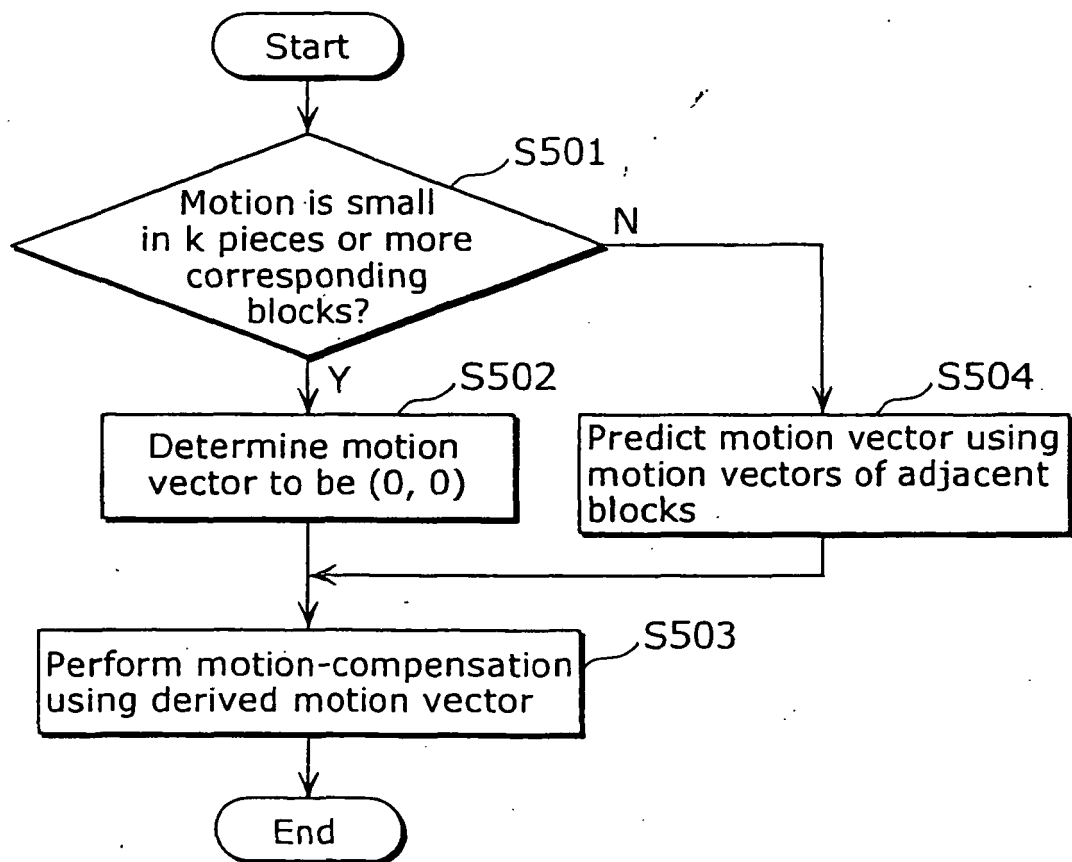 Start
S501
Motion is small
in k pieces or more
corresponding
blocks?
N
Y
S502
Determine motion
vector to be (0, 0)
S504
Predict motion vector using
motion vectors of adjacent
blocks
S503
Perform motion-compensation
using derived motion vector
End